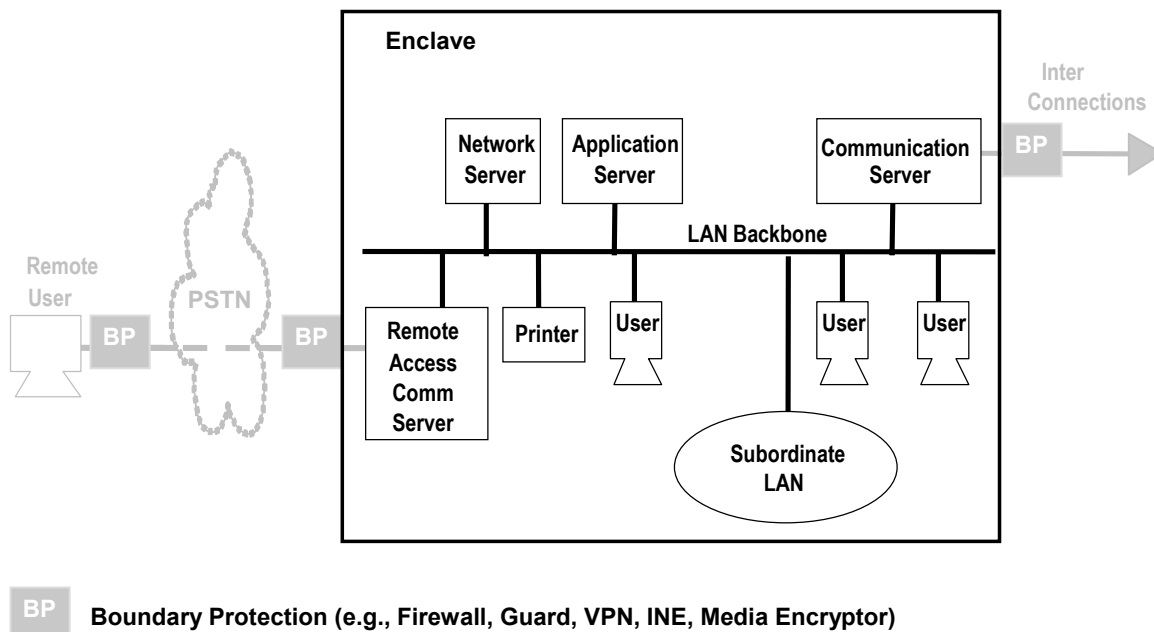 Enclave
Inter
Connections
BP
Network
Server
Application
Server
Communication
Server
LAN Backbone
Remote
User
BP
PSTN
BP
Remote
Access
Comm
Server
Printer
User
User
User
Subordinate
LAN
BP
Boundary Protection (e.g., Firewall, Guard, VPN, INE, Media Encryptor)